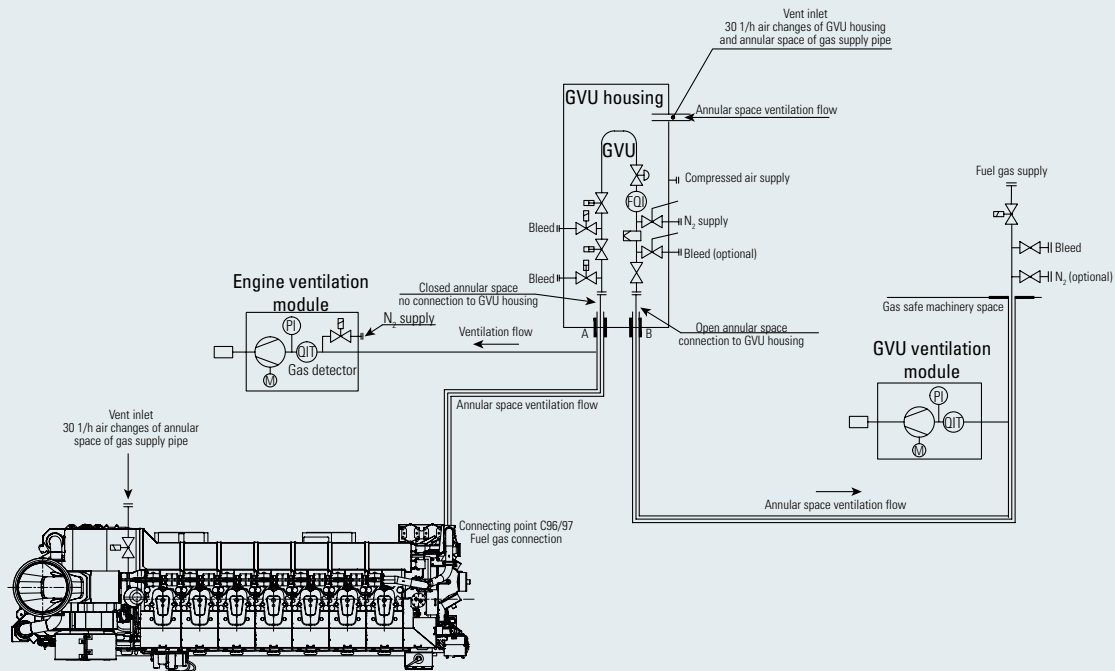 Vent inlet
30 1/h air changes of GVU housing
and annular space of gas supply pipe
GVU housing
Annular space ventilation flow
GVU
Compressed air supply
FQI
N₂ supply
Bleed
Bleed (optional)
Bleed
Fuel gas supply
Bleed
N₂ (optional)
Gas safe machinery space
Closed annular space
no connection to GVU housing
Open annular space
connection to GVU housing
A
B
Engine ventilation
module
N₂ supply
PI
QIT
Gas detector
M
Ventilation flow
GVU ventilation
module
PI
QIT
M
Annular space ventilation flow
Vent inlet
30 1/h air changes of annular
space of gas supply pipe
Annular space ventilation flow
Connecting point C96/97
Fuel gas connection